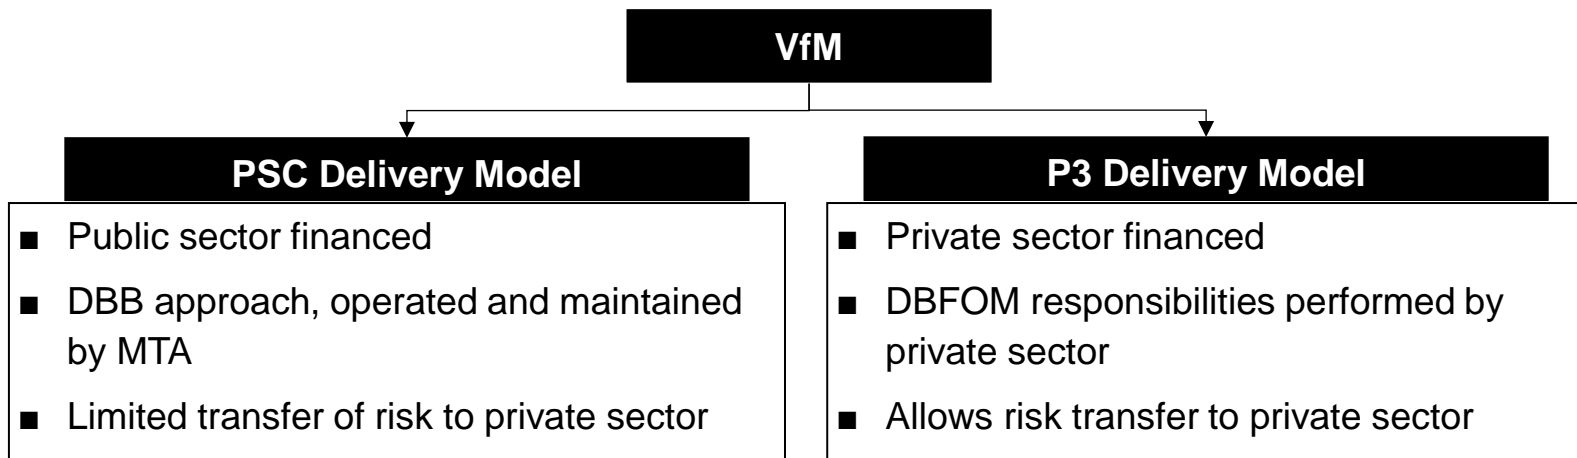 VfM
PSC Delivery Model
■ Public sector financed
■ DBB approach, operated and maintained
by MTA
■ Limited transfer of risk to private sector
P3 Delivery Model
■ Private sector financed
■ DBFOM responsibilities performed by
private sector
■ Allows risk transfer to private sector